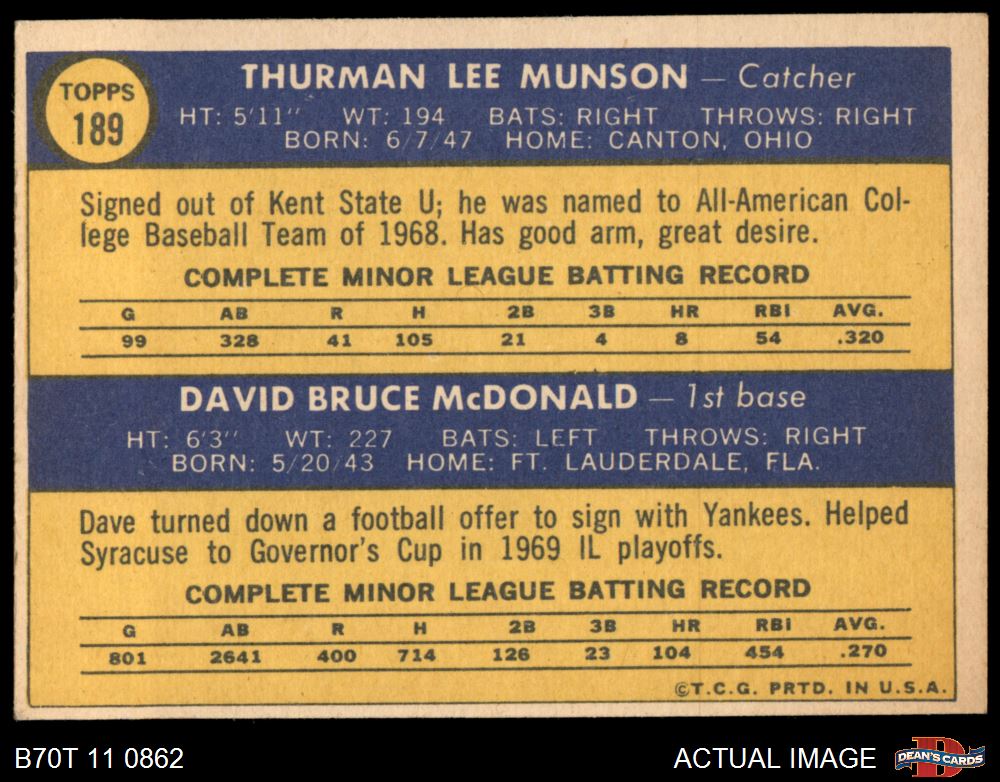 TOPPS
189
THURMAN LEE MUNSON — Catcher
HT: 5'11" WT: 194 BATS: RIGHT THROWS: RIGHT
BORN: 6/7/47 HOME: CANTON, OHIO
Signed out of Kent State U; he was named to All-American Col-
lege Baseball Team of 1968. Has good arm, great desire.
COMPLETE MINOR LEAGUE BATTING RECORD
G AB R H 2B 3B HR RBI AVG.
99 328 41 105 21 4 8 54 .320
DAVID BRUCE McDONALD — 1st base
HT: 6'3" WT: 227 BATS: LEFT THROWS: RIGHT
BORN: 5/20/43 HOME: FT. LAUDERDALE, FLA.
Dave turned down a football offer to sign with Yankees. Helped
Syracuse to Governor's Cup in 1969 IL playoffs.
COMPLETE MINOR LEAGUE BATTING RECORD
G AB R H 2B 3B HR RBI AVG.
801 2641 400 714 126 23 104 454 .270
©T.C.G. PRTD. IN U.S.A.
B70T 11 0862 ACTUAL IMAGE D DEAN'S CARDS